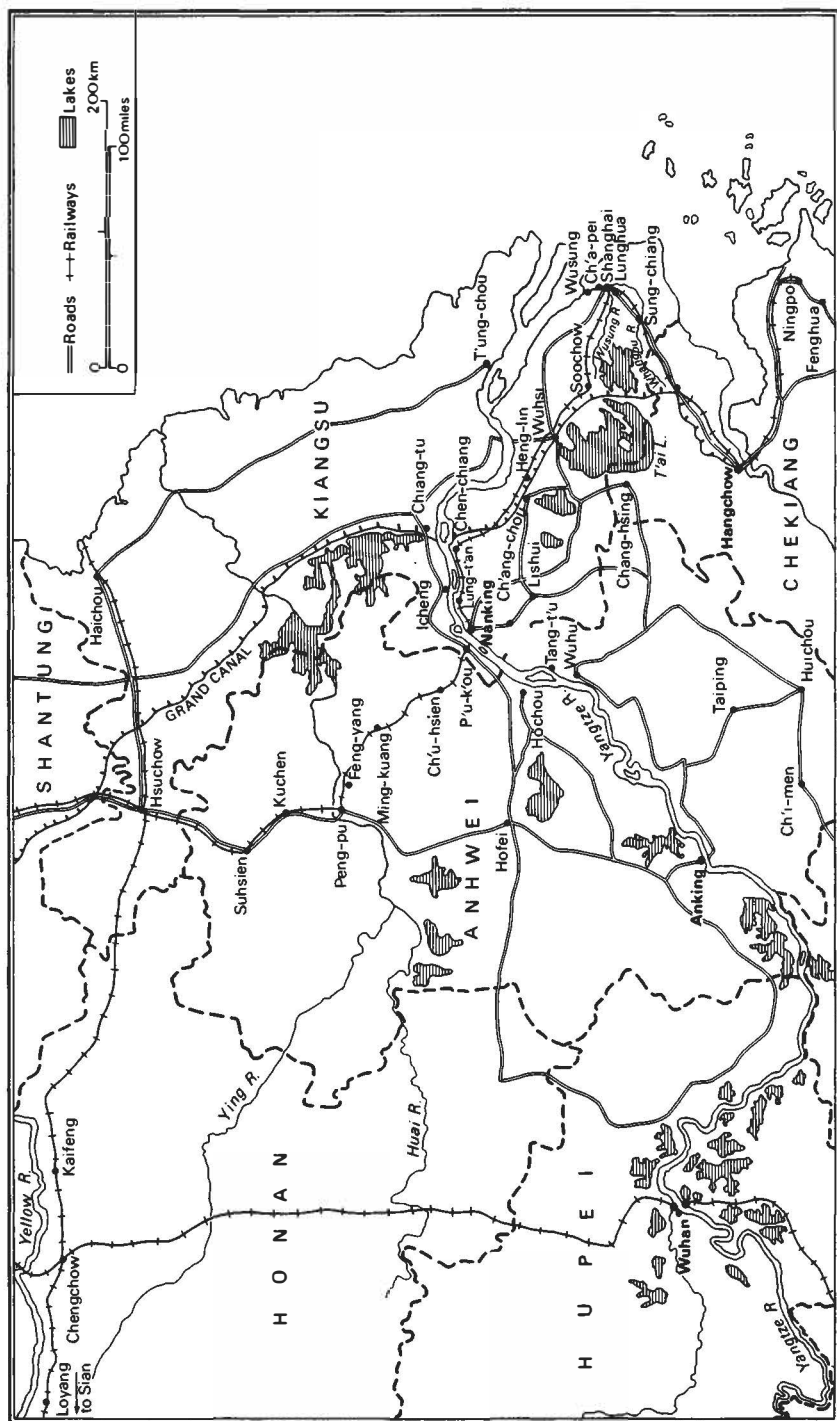 Roads
Railways
Lakes
0
200km
0
100miles
SHANTUNG
Haichou
KIANGSU
GRAND CANAL
Hsuchow
Yellow R.
Kaifeng
Chengchow
Loyang
to Sian
Suhsien
Kuchen
Peng-pu
Feng-yang
Ming-kuang
Ch'u-hsien
P'u-k'ou
Icheng
Chiang-tu
T'ung-chou
Ying R.
HONAN
Huai R.
ANHWEI
Hofei
Hochou
Nanking
Lung-t'an
Chen-chiang
Ch'ang-chou
Heng-lin
Wuhsi
Lishui
Soochow
Wusung
Ch'a-pei
Shanghai
Lunghua
Sung-chiang
Wusung R.
Whangpu R.
T'ai L.
Chang-hsing
Tang-t'u
Wuhu
Yangtze R.
Taiping
Huichou
Ch'i-men
Anking
HUPEI
Wuhan
Yangtze R
Hangchow
CHEKIANG
Ningpo
Fenghua